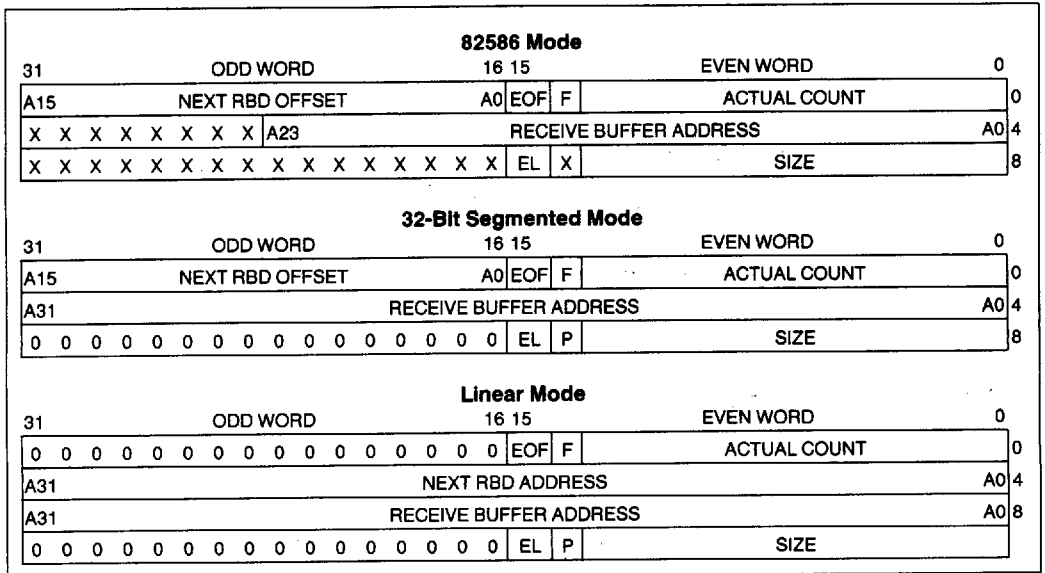 82586 Mode
31 ODD WORD 16 15 EVEN WORD 0
A15 NEXT RBD OFFSET A0 EOF F ACTUAL COUNT 0
X X X X X X X X A23 RECEIVE BUFFER ADDRESS A0 4
X X X X X X X X X X X X X X X X EL X SIZE 8
32-Bit Segmented Mode
31 ODD WORD 16 15 EVEN WORD 0
A15 NEXT RBD OFFSET A0 EOF F ACTUAL COUNT 0
A31 RECEIVE BUFFER ADDRESS A0 4
0 0 0 0 0 0 0 0 0 0 0 0 0 0 0 0 EL P SIZE 8
Linear Mode
31 ODD WORD 16 15 EVEN WORD 0
0 0 0 0 0 0 0 0 0 0 0 0 0 0 0 0 EOF F ACTUAL COUNT 0
A31 NEXT RBD ADDRESS A0 4
A31 RECEIVE BUFFER ADDRESS A0 8
0 0 0 0 0 0 0 0 0 0 0 0 0 0 0 0 EL P SIZE